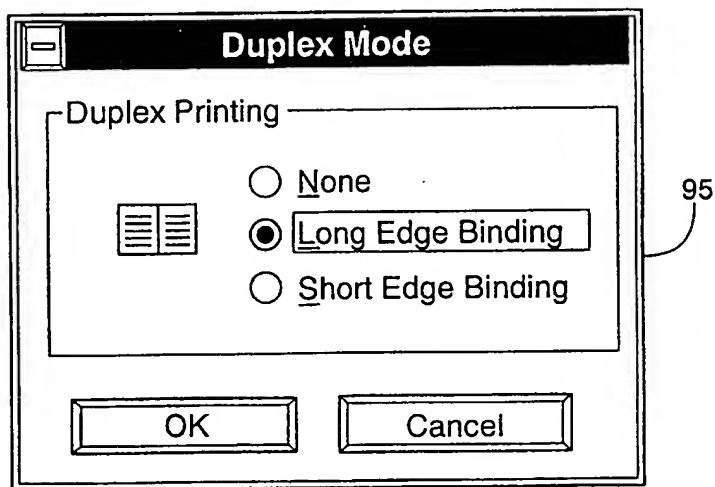 Duplex Mode
Duplex Printing
None
Long Edge Binding
Short Edge Binding
95
OK
Cancel